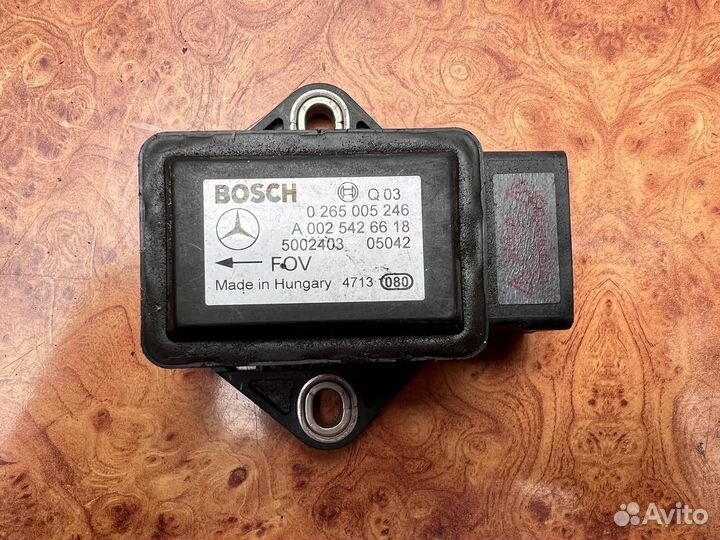 BOSCH Q 03
0 265 005 246
A 002 542 66 18
5002403 05042
← FOV
Made in Hungary 4713 080
Avito